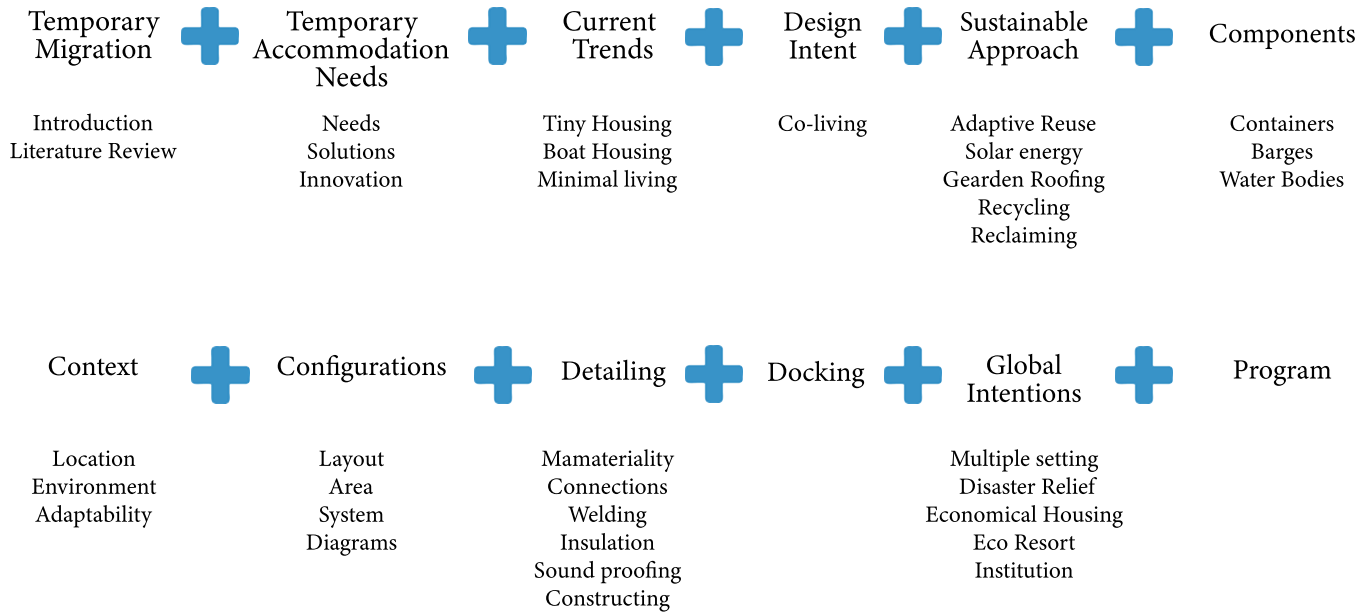 Temporary
Migration
Temporary
Accommodation
Needs
Current
Trends
Design
Intent
Sustainable
Approach
Components
Introduction
Literature Review
Needs
Solutions
Innovation
Tiny Housing
Boat Housing
Minimal living
Co-living
Adaptive Reuse
Solar energy
Gearden Roofing
Recycling
Reclaiming
Containers
Barges
Water Bodies
Context
Configurations
Detailing
Docking
Global
Intentions
Program
Location
Environment
Adaptability
Layout
Area
System
Diagrams
Mamateriality
Connections
Welding
Insulation
Sound proofing
Constructing
Multiple setting
Disaster Relief
Economical Housing
Eco Resort
Institution